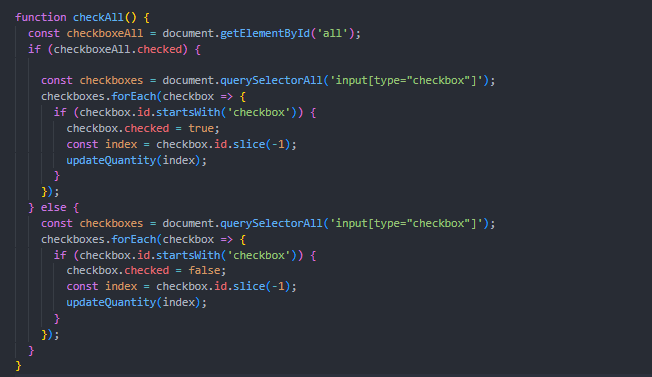 function checkAll() {
  const checkboxeAll = document.getElementById('all');
  if (checkboxeAll.checked) {

    const checkboxes = document.querySelectorAll('input[type="checkbox"]');
    checkboxes.forEach(checkbox => {
      if (checkbox.id.startsWith('checkbox')) {
        checkbox.checked = true;
        const index = checkbox.id.slice(-1);
        updateQuantity(index);
      }
    });
  } else {
    const checkboxes = document.querySelectorAll('input[type="checkbox"]');
    checkboxes.forEach(checkbox => {
      if (checkbox.id.startsWith('checkbox')) {
        checkbox.checked = false;
        const index = checkbox.id.slice(-1);
        updateQuantity(index);
      }
    });
  }
}